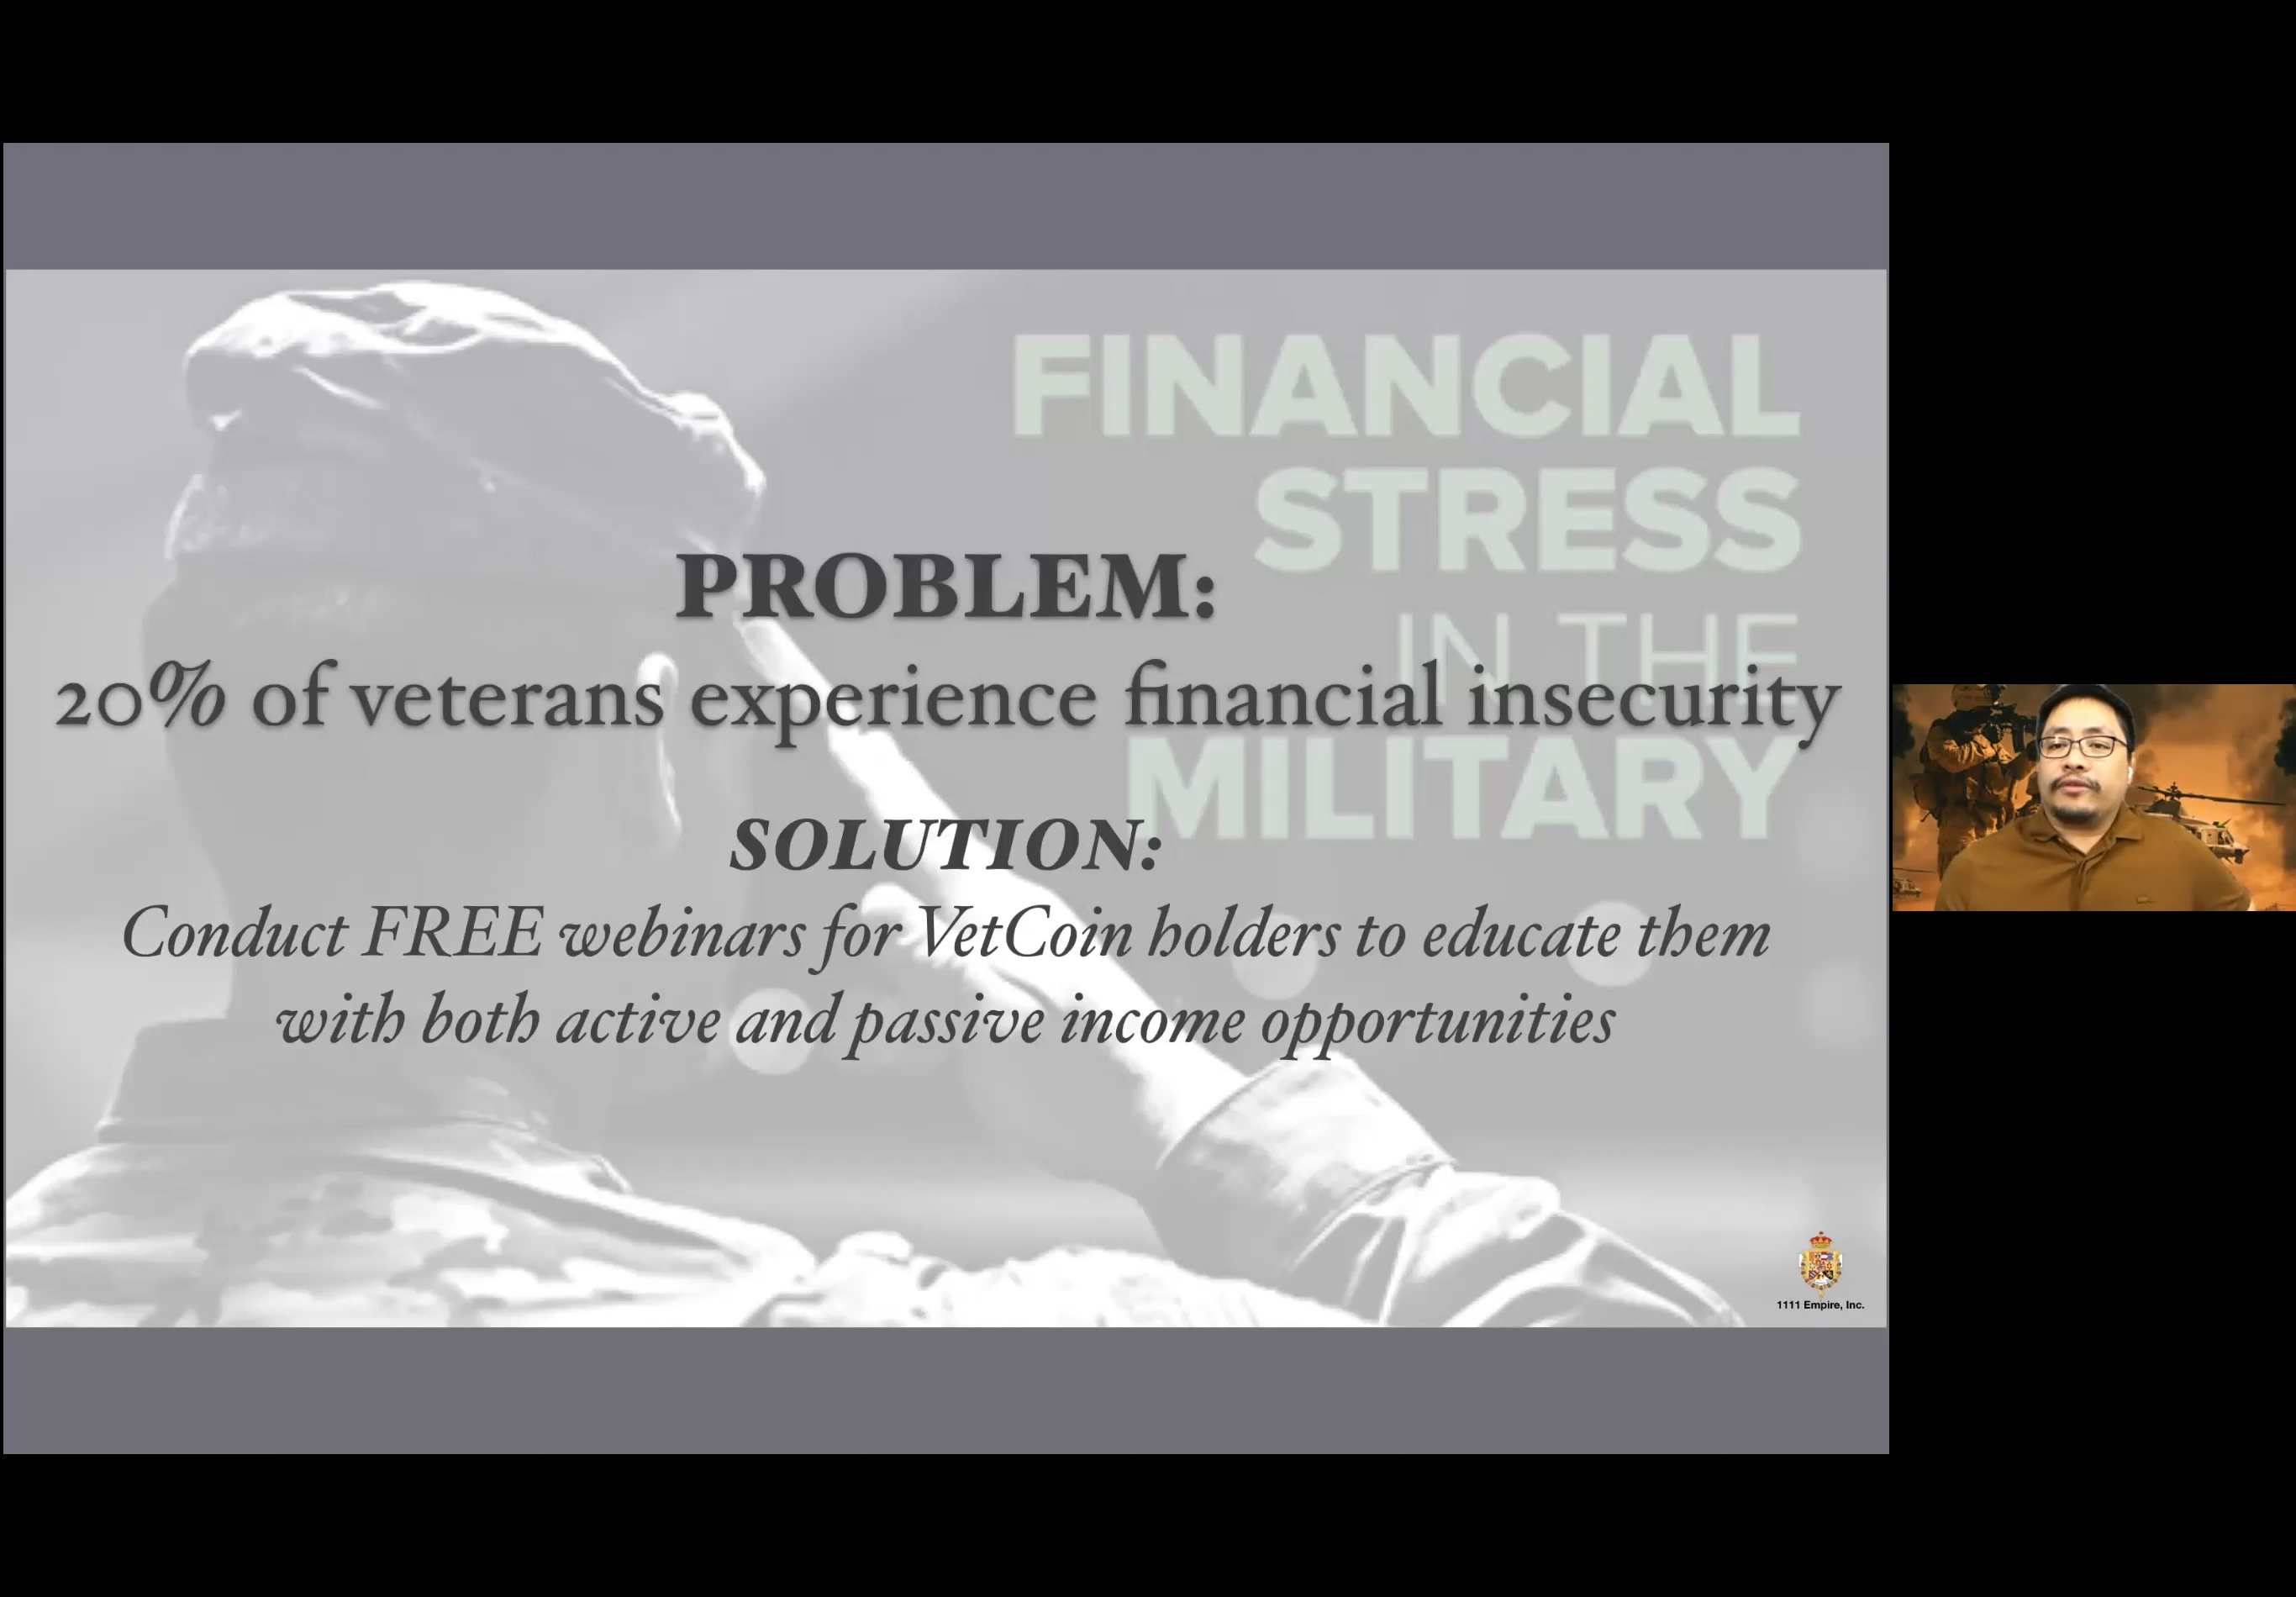 FINANCIAL
STRESS
IN THE
MILITARY
PROBLEM:
20% of veterans experience financial insecurity
SOLUTION:
Conduct FREE webinars for VetCoin holders to educate them
with both active and passive income opportunities
1111 Empire, Inc.